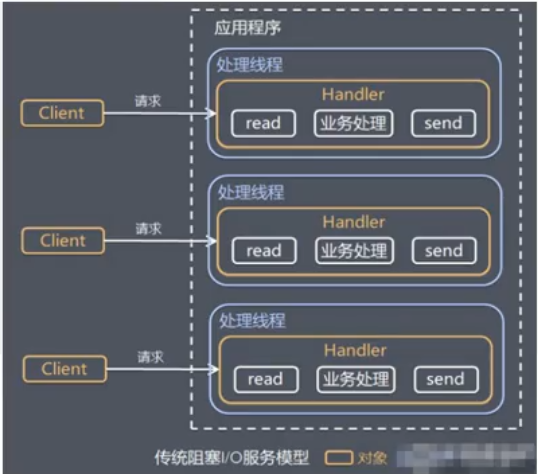 应用程序
处理线程
Handler
Client
请求
read
业务处理
send
处理线程
Handler
Client
请求
read
业务处理
send
处理线程
Handler
Client
请求
read
业务处理
send
传统阻塞I/O服务模型
对象